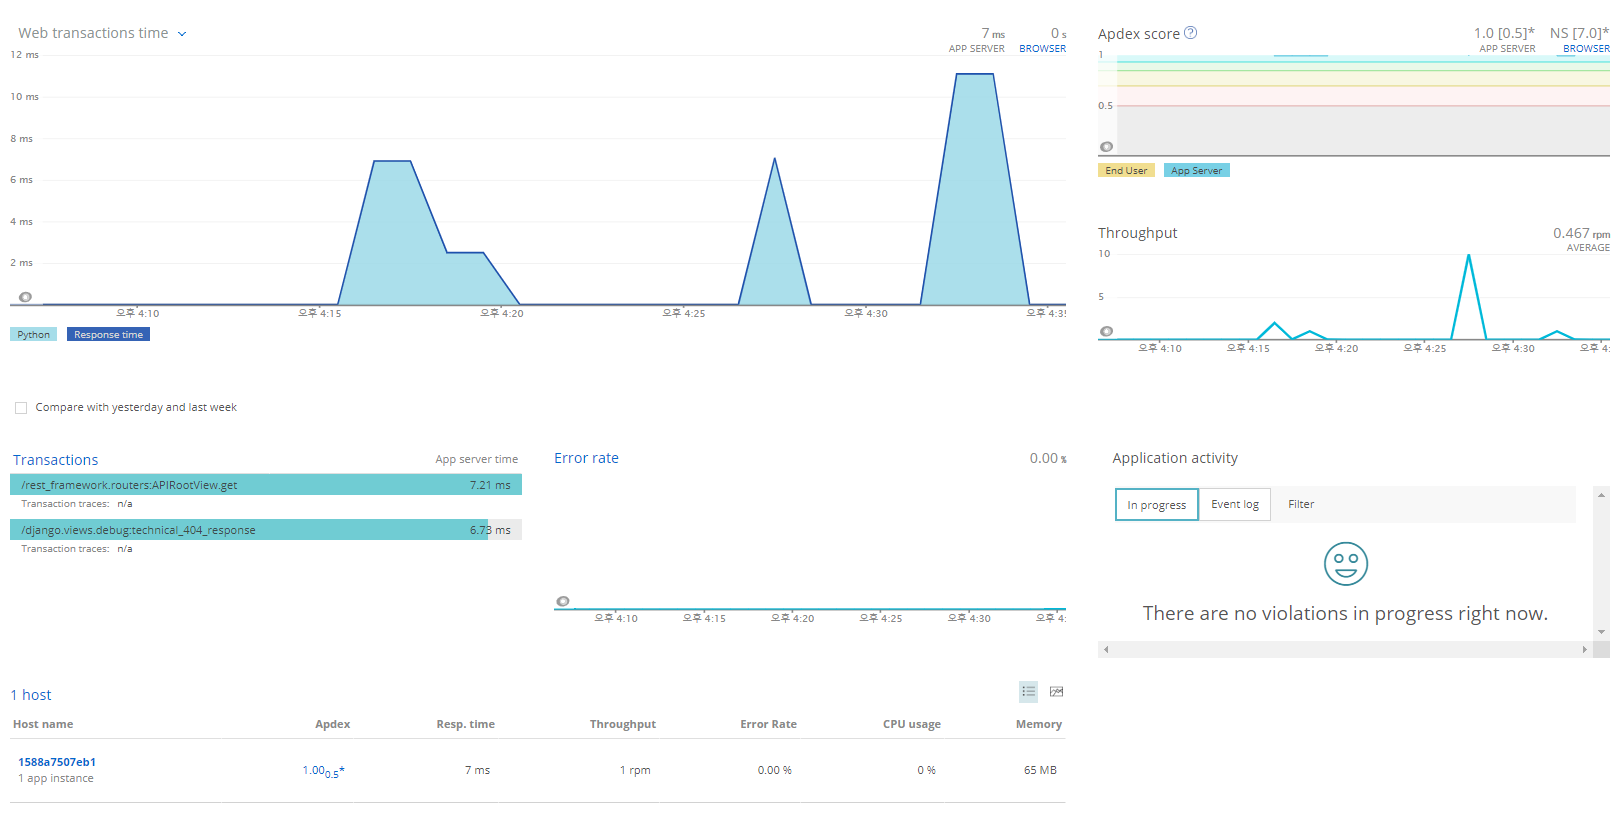 Web transactions time
7 ms
APP SERVER
0 s
BROWSER
12 ms
10 ms
8 ms
6 ms
4 ms
2 ms
오후 4:10
오후 4:15
오후 4:20
오후 4:25
오후 4:30
오후 4:35
Python
Response time
Apdex score ?
1.0 [0.5]*
APP SERVER
NS [7.0]*
BROWSER
1
0.5
End User
App Server
Throughput
0.467 rpm
AVERAGE
10
5
오후 4:10
오후 4:15
오후 4:20
오후 4:25
오후 4:30
오후 4:
Compare with yesterday and last week
Transactions
App server time
/rest_framework.routers:APIRootView.get
7.21 ms
Transaction traces: n/a
/django.views.debug:technical_404_response
6.73 ms
Transaction traces: n/a
Error rate
0.00 %
오후 4:10
오후 4:15
오후 4:20
오후 4:25
오후 4:30
오후 4:
Application activity
In progress
Event log
Filter
There are no violations in progress right now.
1 host
Host name
Apdex
Resp. time
Throughput
Error Rate
CPU usage
Memory
1588a7507eb1
1 app instance
1.00 0.5*
7 ms
1 rpm
0.00 %
0 %
65 MB